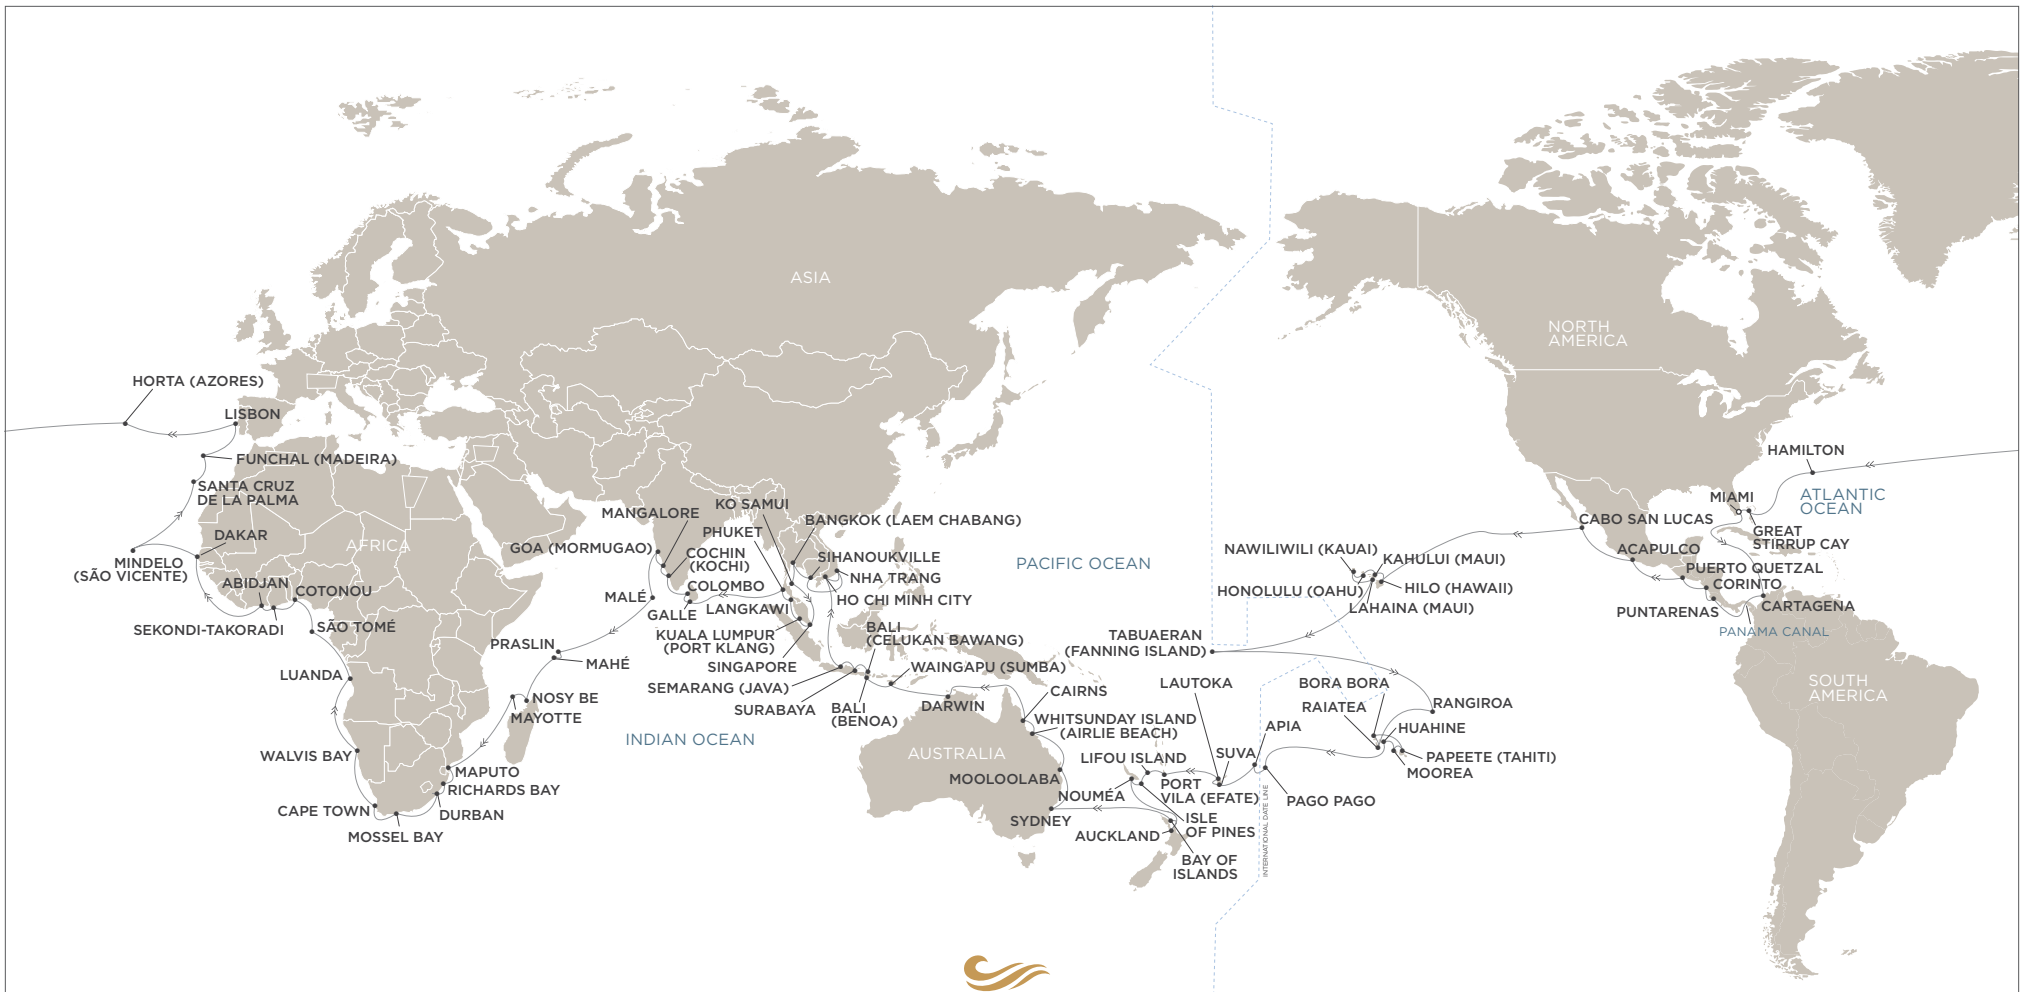 ASIA
NORTH
AMERICA
HORTA (AZORES)
LISBON
FUNCHAL (MADEIRA)
SANTA CRUZ
DE LA PALMA
DAKAR
AFRICA
MINDELO
(SÃO VICENTE)
ABIDJAN
COTONOU
SEKONDI-TAKORADI
SÃO TOMÉ
LUANDA
WALVIS BAY
CAPE TOWN
MOSSEL BAY
DURBAN
RICHARDS BAY
MAPUTO
MAYOTTE
NOSY BE
MAHÉ
PRASLIN
MALÉ
GOA (MORMUGAO)
MANGALORE
COCHIN
(KOCHI)
COLOMBO
GALLE
KO SAMUI
PHUKET
LANGKAWI
KUALA LUMPUR
(PORT KLANG)
SINGAPORE
BANGKOK (LAEM CHABANG)
SIHANOUKVILLE
NHA TRANG
HO CHI MINH CITY
BALI
(CELUKAN BAWANG)
SEMARANG (JAVA)
SURABAYA
BALI
(BENOA)
WAINGAPU (SUMBA)
DARWIN
INDIAN OCEAN
AUSTRALIA
CAIRNS
WHITSUNDAY ISLAND
(AIRLIE BEACH)
MOOLOOLABA
SYDNEY
PACIFIC OCEAN
LIFOU ISLAND
NOUMÉA
PORT
VILA (EFATE)
ISLE
OF PINES
AUCKLAND
BAY OF
ISLANDS
LAUTOKA
SUVA
APIA
PAGO PAGO
INTERNATIONAL DATE LINE
TABUAERAN
(FANNING ISLAND)
BORA BORA
RAIATEA
RANGIROA
HUAHINE
PAPEETE (TAHITI)
MOOREA
NAWILIWILI (KAUAI)
KAHULUI (MAUI)
HONOLULU (OAHU)
HILO (HAWAII)
LAHAINA (MAUI)
CABO SAN LUCAS
ACAPULCO
PUERTO QUETZAL
CORINTO
PUNTARENAS
CARTAGENA
PANAMA CANAL
HAMILTON
MIAMI
ATLANTIC
OCEAN
GREAT
STIRRUP CAY
SOUTH
AMERICA